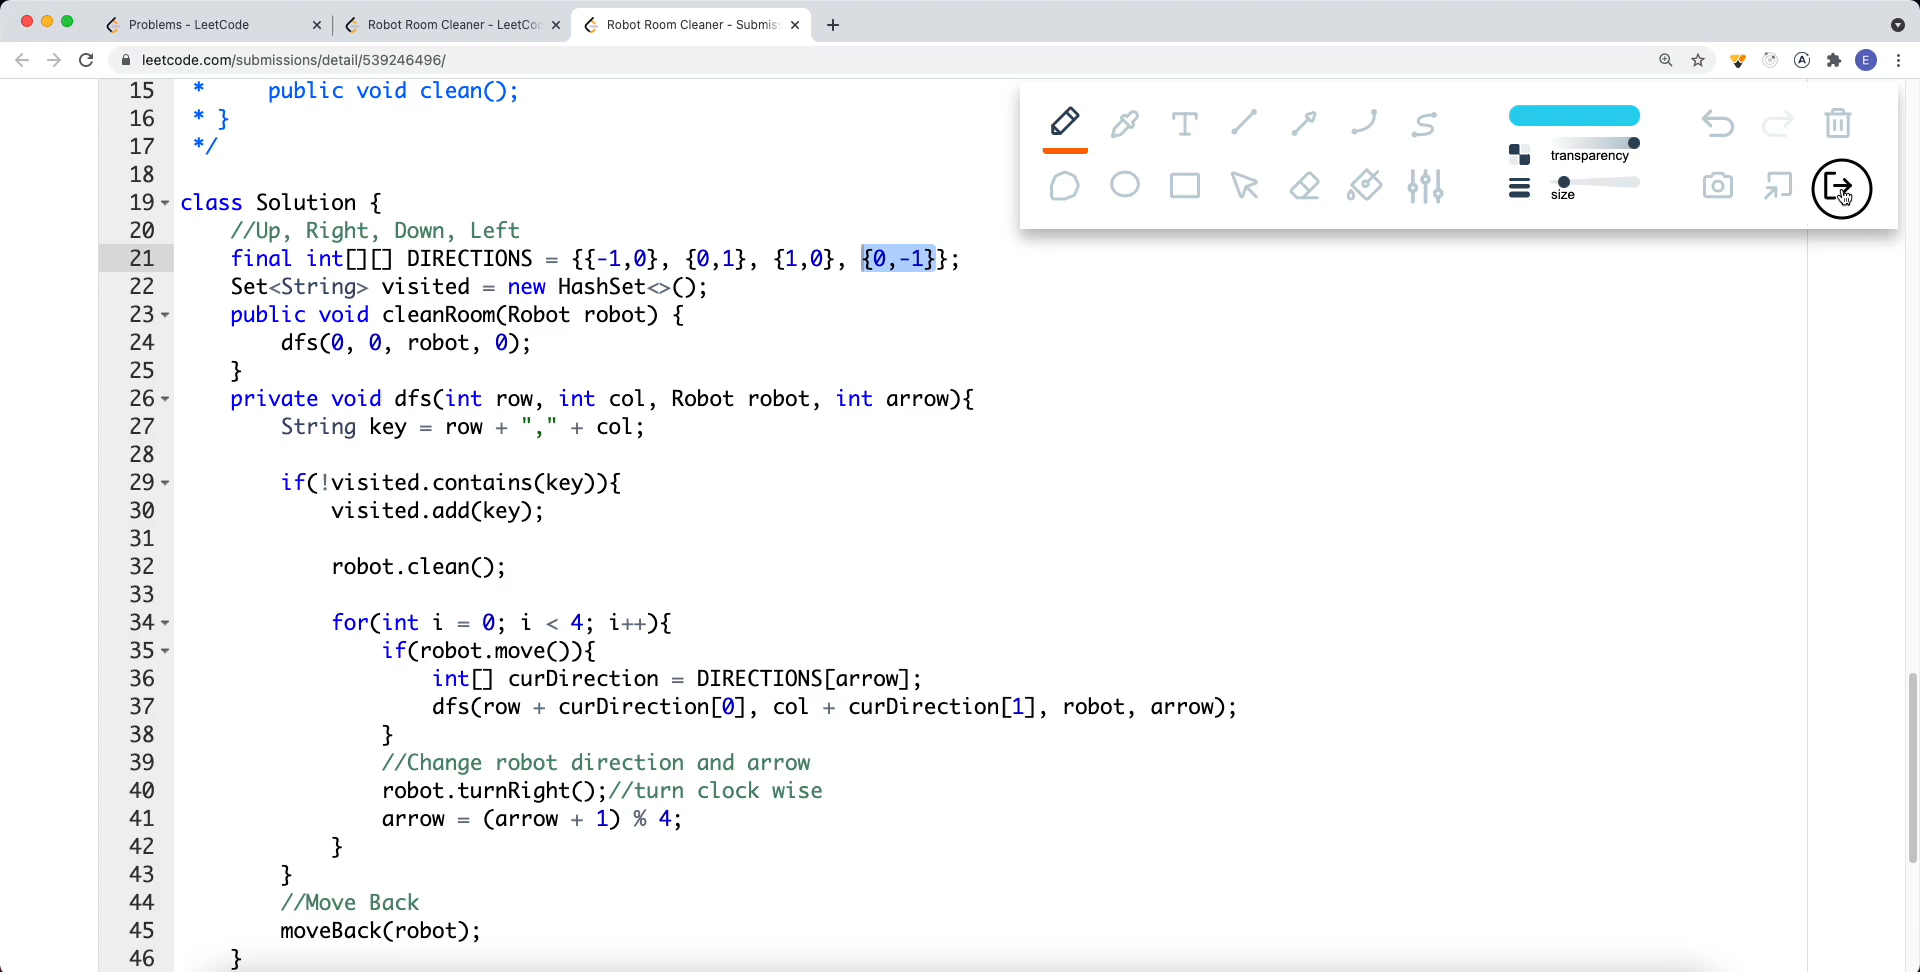 Problems - LeetCode
Robot Room Cleaner - LeetCo
Robot Room Cleaner - Submis
leetcode.com/submissions/detail/539246496/
E
transparency
size
15 *     public void clean();
16 * }
17 */
18
19 class Solution {
20     //Up, Right, Down, Left
21     final int[][] DIRECTIONS = {{-1,0}, {0,1}, {1,0}, {0,-1}};
22     Set<String> visited = new HashSet<>();
23     public void cleanRoom(Robot robot) {
24         dfs(0, 0, robot, 0);
25     }
26     private void dfs(int row, int col, Robot robot, int arrow){
27         String key = row + "," + col;
28
29         if(!visited.contains(key)){
30             visited.add(key);
31
32             robot.clean();
33
34             for(int i = 0; i < 4; i++){
35                 if(robot.move()){
36                     int[] curDirection = DIRECTIONS[arrow];
37                     dfs(row + curDirection[0], col + curDirection[1], robot, arrow);
38                 }
39                 //Change robot direction and arrow
40                 robot.turnRight();//turn clock wise
41                 arrow = (arrow + 1) % 4;
42             }
43         }
44         //Move Back
45         moveBack(robot);
46     }